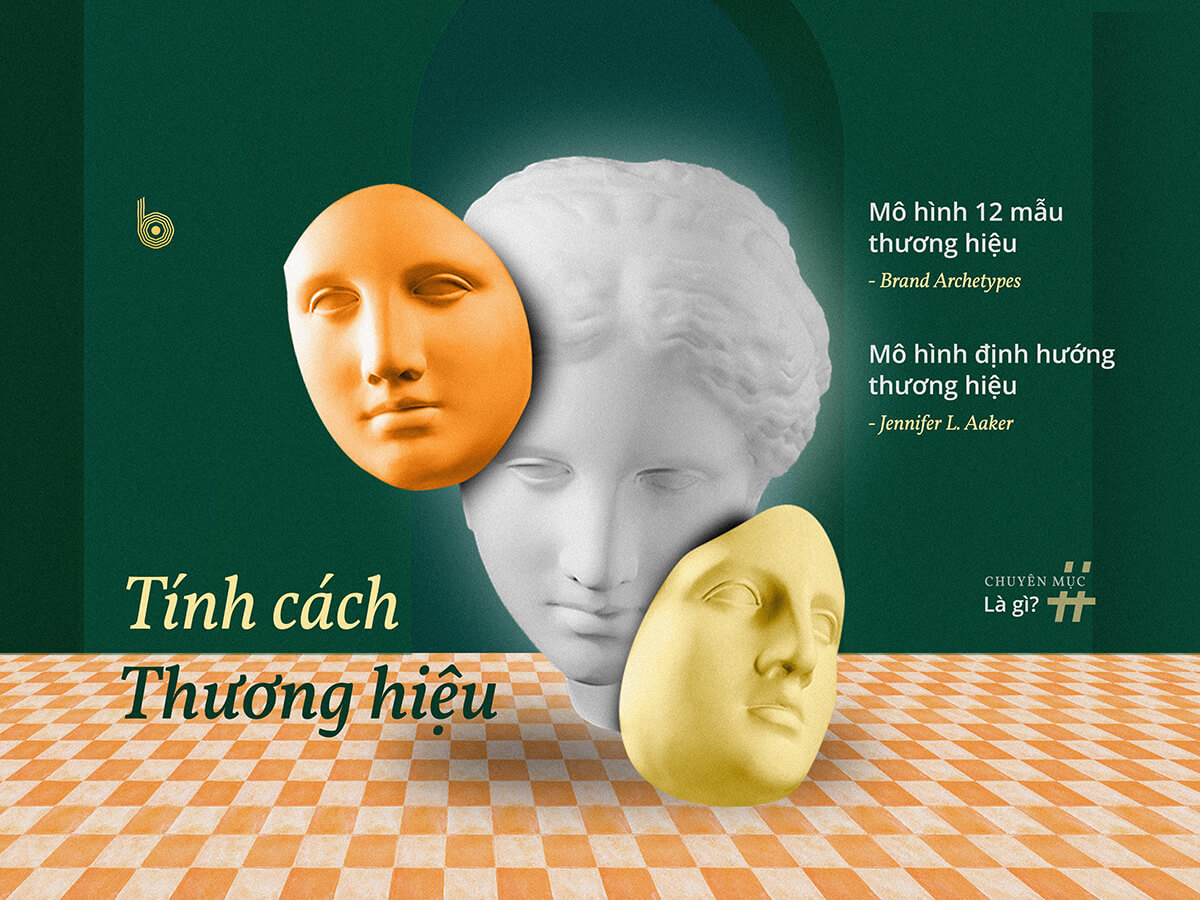 Mô hình 12 mẫu
thương hiệu
- Brand Archetypes
Mô hình định hướng
thương hiệu
- Jennifer L. Aaker
Tính cách
Thương hiệu
CHUYÊN MỤC
Là gì? #